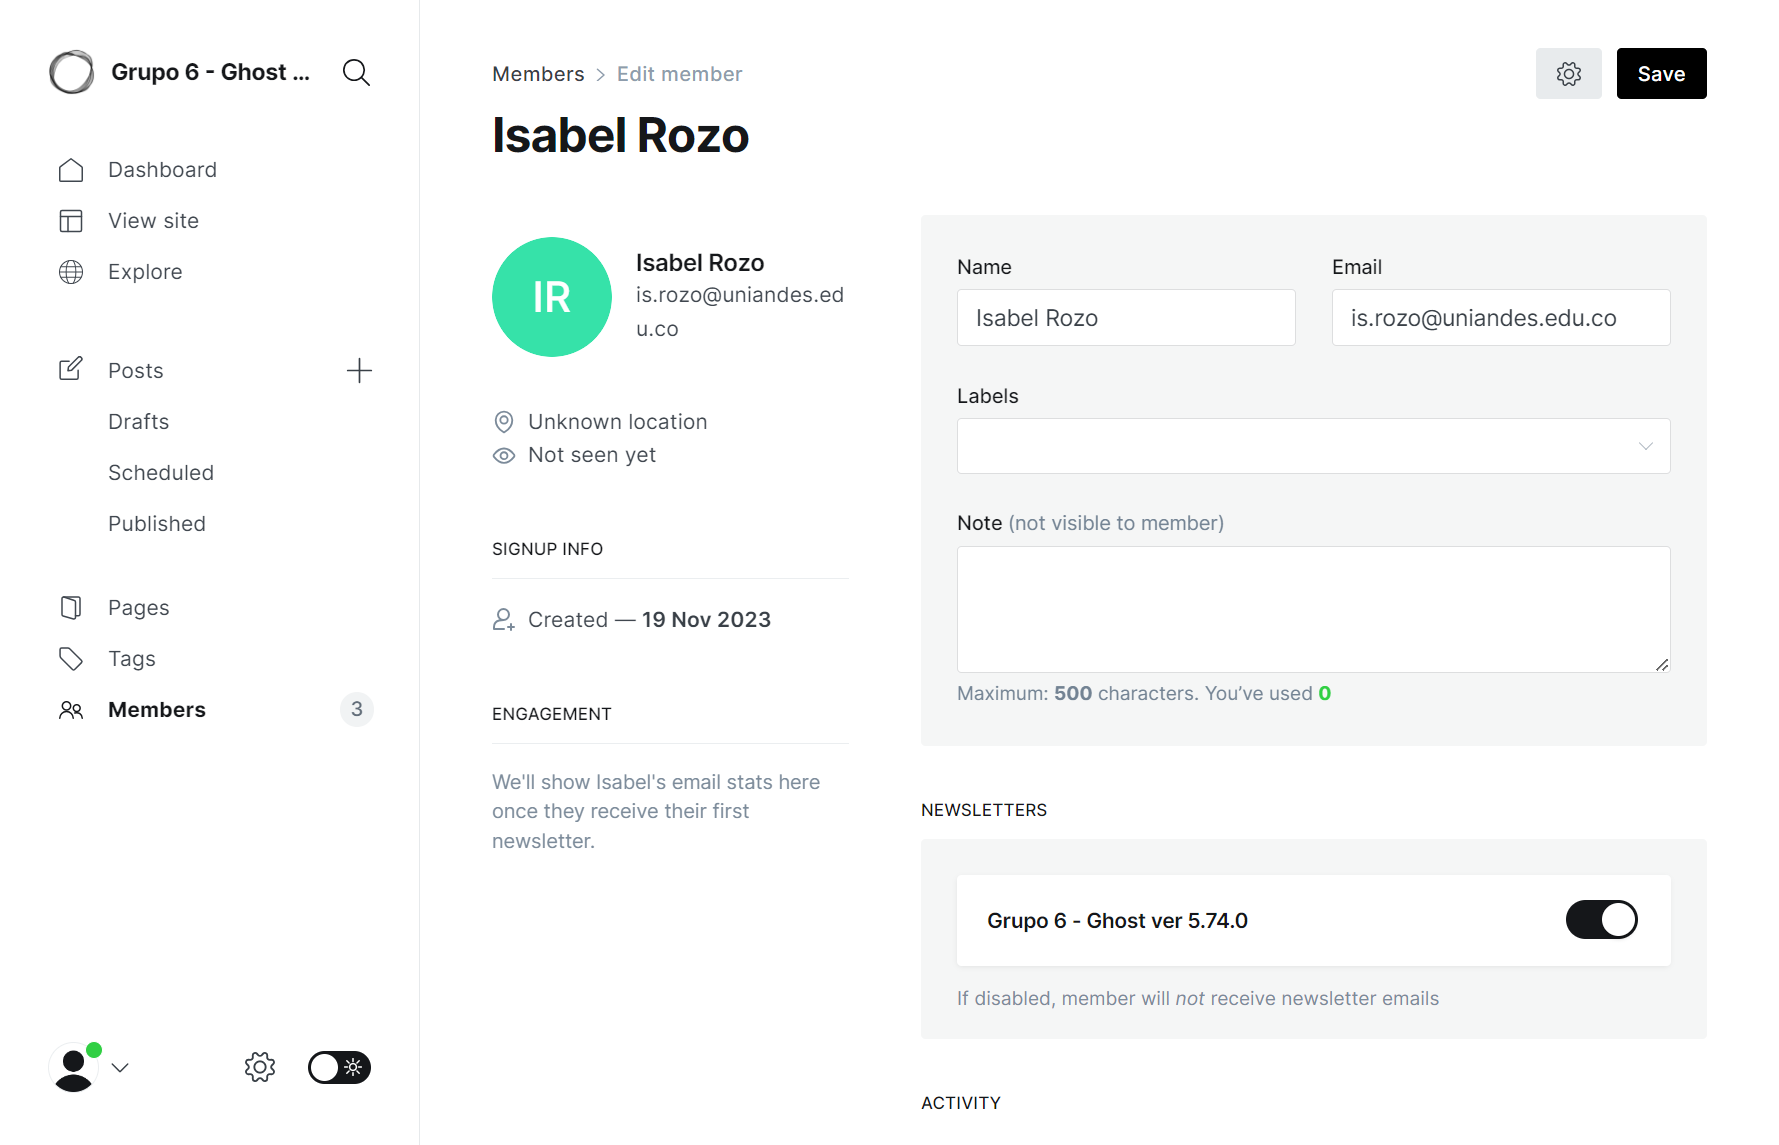 Grupo 6 - Ghost ...
Dashboard
View site
Explore
Posts
Drafts
Scheduled
Published
Pages
Tags
Members
3
Members > Edit member
Save
Isabel Rozo
IR
Isabel Rozo
is.rozo@uniandes.ed
u.co
Unknown location
Not seen yet
SIGNUP INFO
Created — 19 Nov 2023
ENGAGEMENT
We'll show Isabel's email stats here
once they receive their first
newsletter.
Name
Isabel Rozo
Email
is.rozo@uniandes.edu.co
Labels
Note (not visible to member)
Maximum: 500 characters. You’ve used 0
NEWSLETTERS
Grupo 6 - Ghost ver 5.74.0
If disabled, member will not receive newsletter emails
ACTIVITY